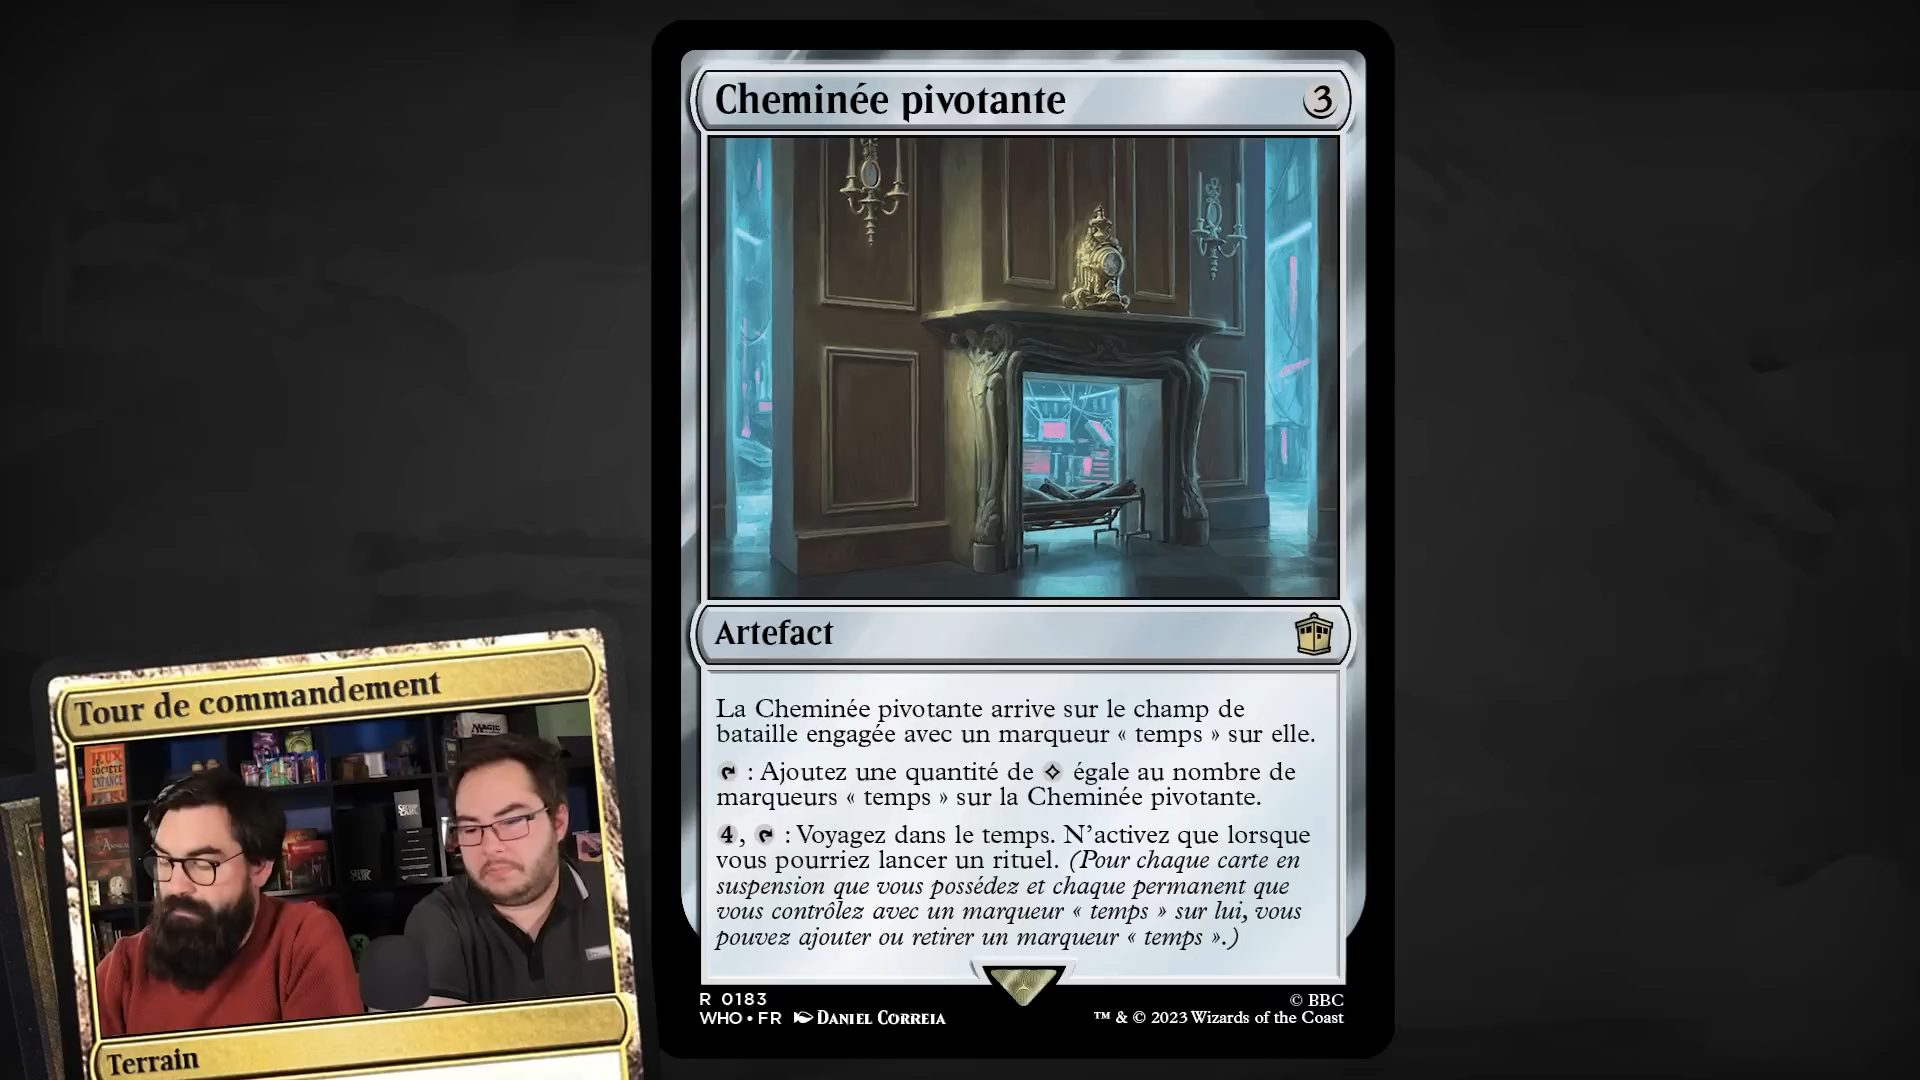 Cheminée pivotante
3
Artefact
La Cheminée pivotante arrive sur le champ de
bataille engagée avec un marqueur « temps » sur elle.
: Ajoutez une quantité de égale au nombre de
marqueurs « temps » sur la Cheminée pivotante.
4, : Voyagez dans le temps. N’activez que lorsque
vous pourriez lancer un rituel. (Pour chaque carte en
suspension que vous possédez et chaque permanent que
vous contrôlez avec un marqueur « temps » sur lui, vous
pouvez ajouter ou retirer un marqueur « temps ».)
R 0183
WHO • FR DANIEL CORREIA
© BBC
™ & © 2023 Wizards of the Coast
Tour de commandement
MAGIC
JEUX
SOCIÉTÉ
ENFANCE
Terrain